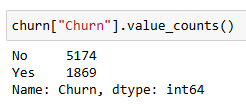 churn["Churn"].value_counts()
No     5174
Yes    1869
Name: Churn, dtype: int64